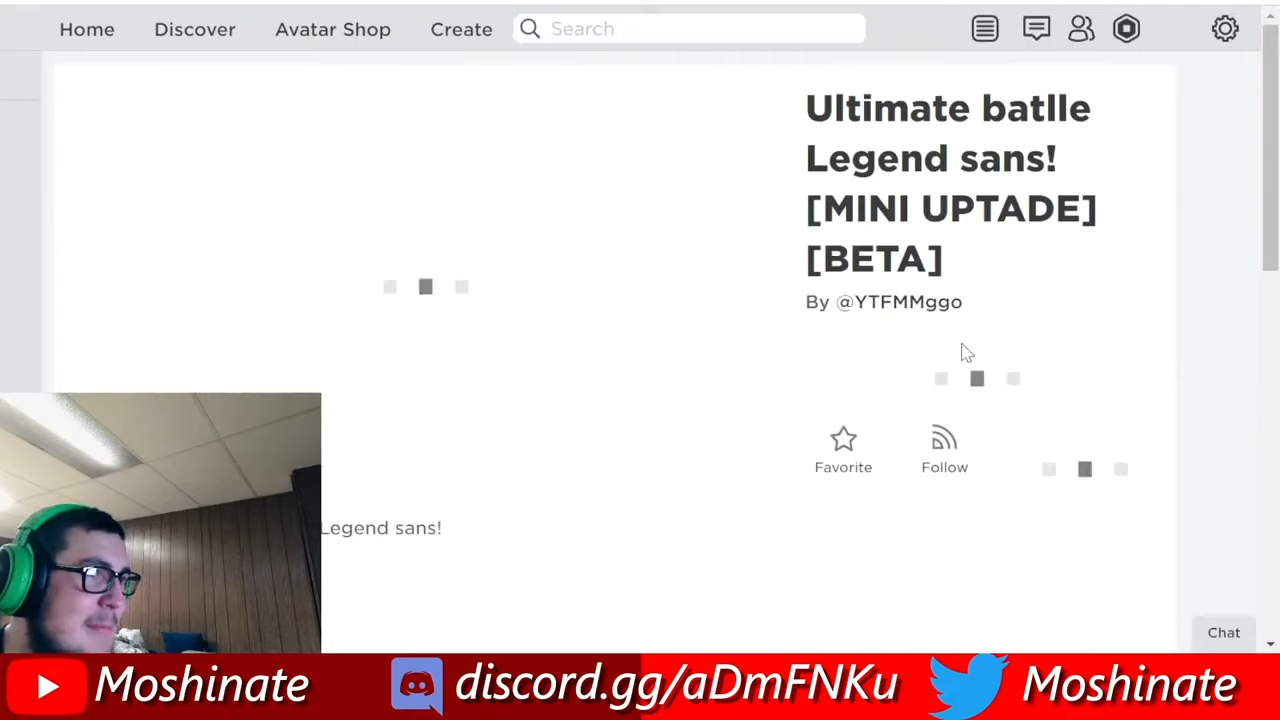 Home Discover Avatar Shop Create Search
Ultimate batlle
Legend sans!
[MINI UPTADE]
[BETA]
By @YTFMMggo
Favorite Follow
Legend sans!
Chat
Moshinate discord.gg/aDmFNKu Moshinate